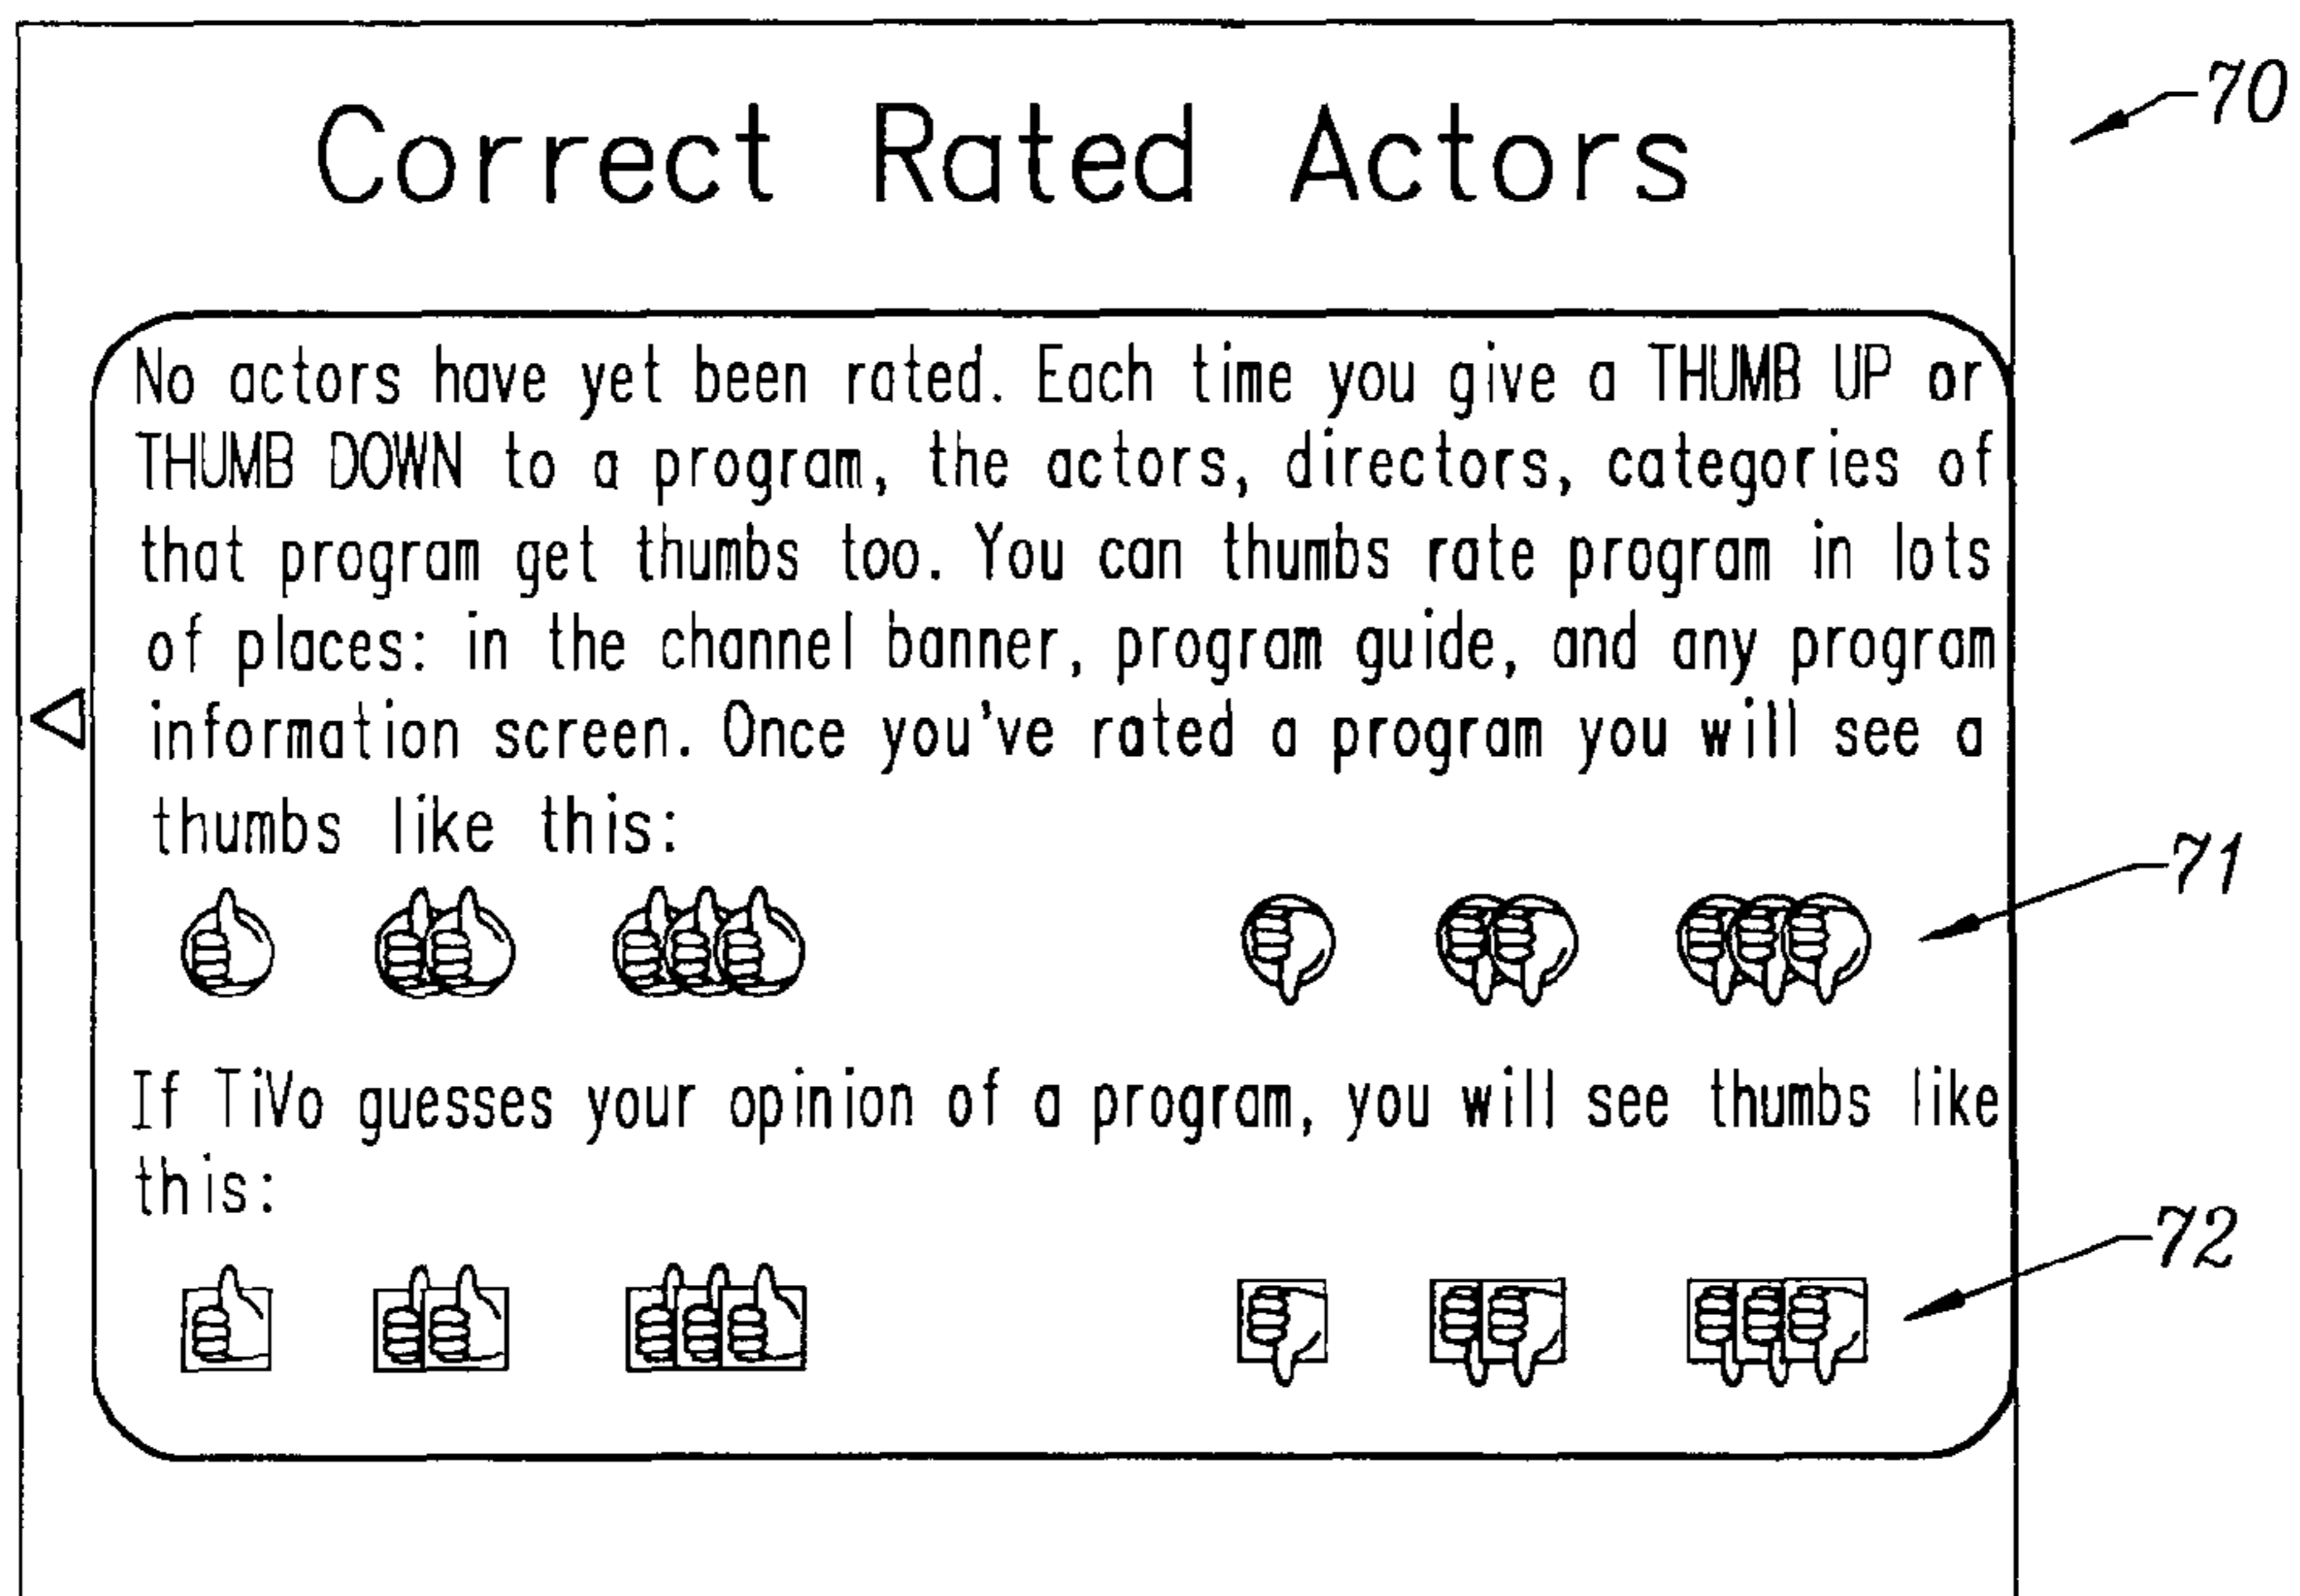 70
Correct Rated Actors
No actors have yet been rated. Each time you give a THUMB UP or
THUMB DOWN to a program, the actors, directors, categories of
that program get thumbs too. You can thumbs rate program in lots
of places: in the channel banner, program guide, and any program
information screen. Once you've rated a program you will see a
thumbs like this:
71
If TiVo guesses your opinion of a program, you will see thumbs like
this:
72